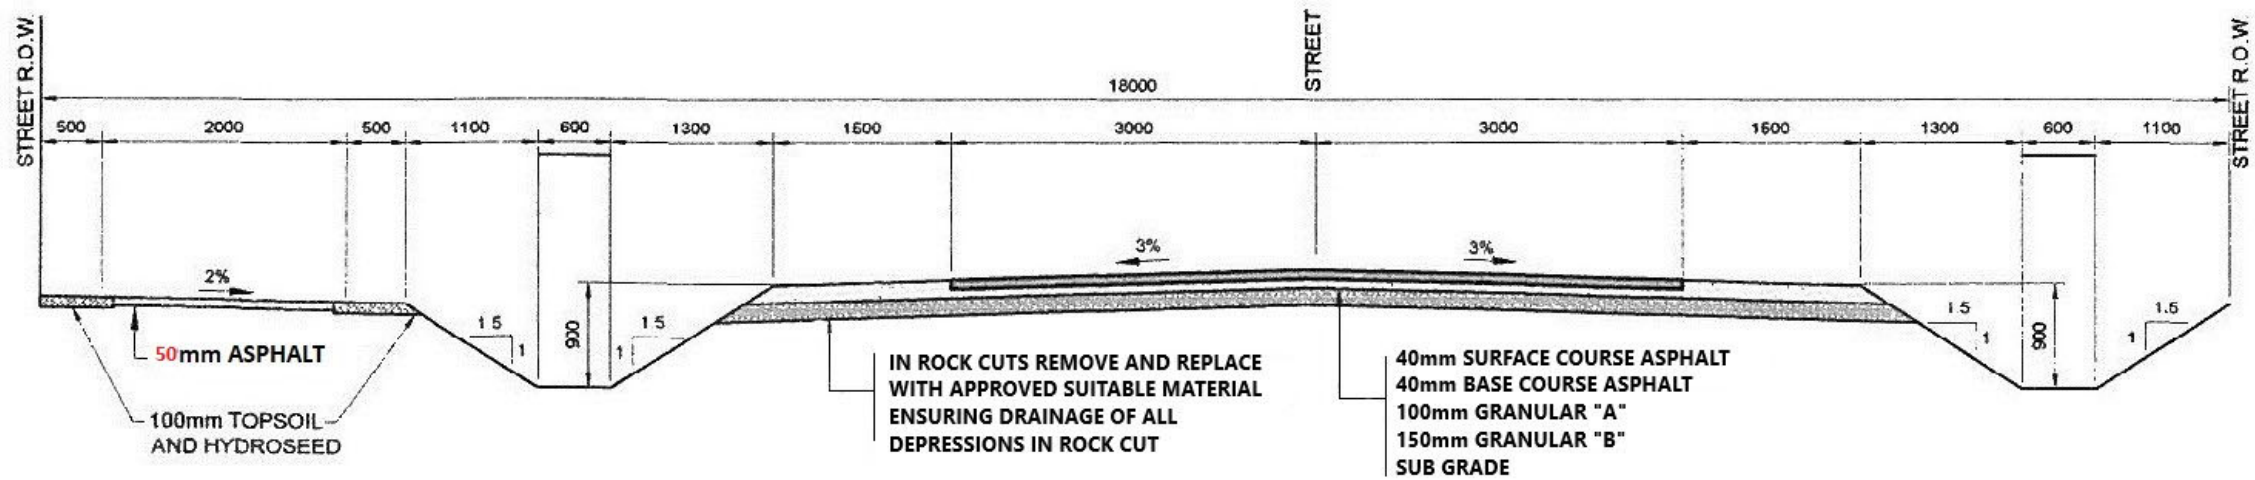 STREET R.O.W.
STREET
STREET R.O.W.
18000
500 2000 500 1100 600 1300 1500 3000 3000 1600 1300 600 1100
2% 3% 3%
1.5 1 900 1.5 1 1.5 1 900 1.5 1
50mm ASPHALT
100mm TOPSOIL
AND HYDROSEED
IN ROCK CUTS REMOVE AND REPLACE
WITH APPROVED SUITABLE MATERIAL
ENSURING DRAINAGE OF ALL
DEPRESSIONS IN ROCK CUT
40mm SURFACE COURSE ASPHALT
40mm BASE COURSE ASPHALT
100mm GRANULAR "A"
150mm GRANULAR "B"
SUB GRADE